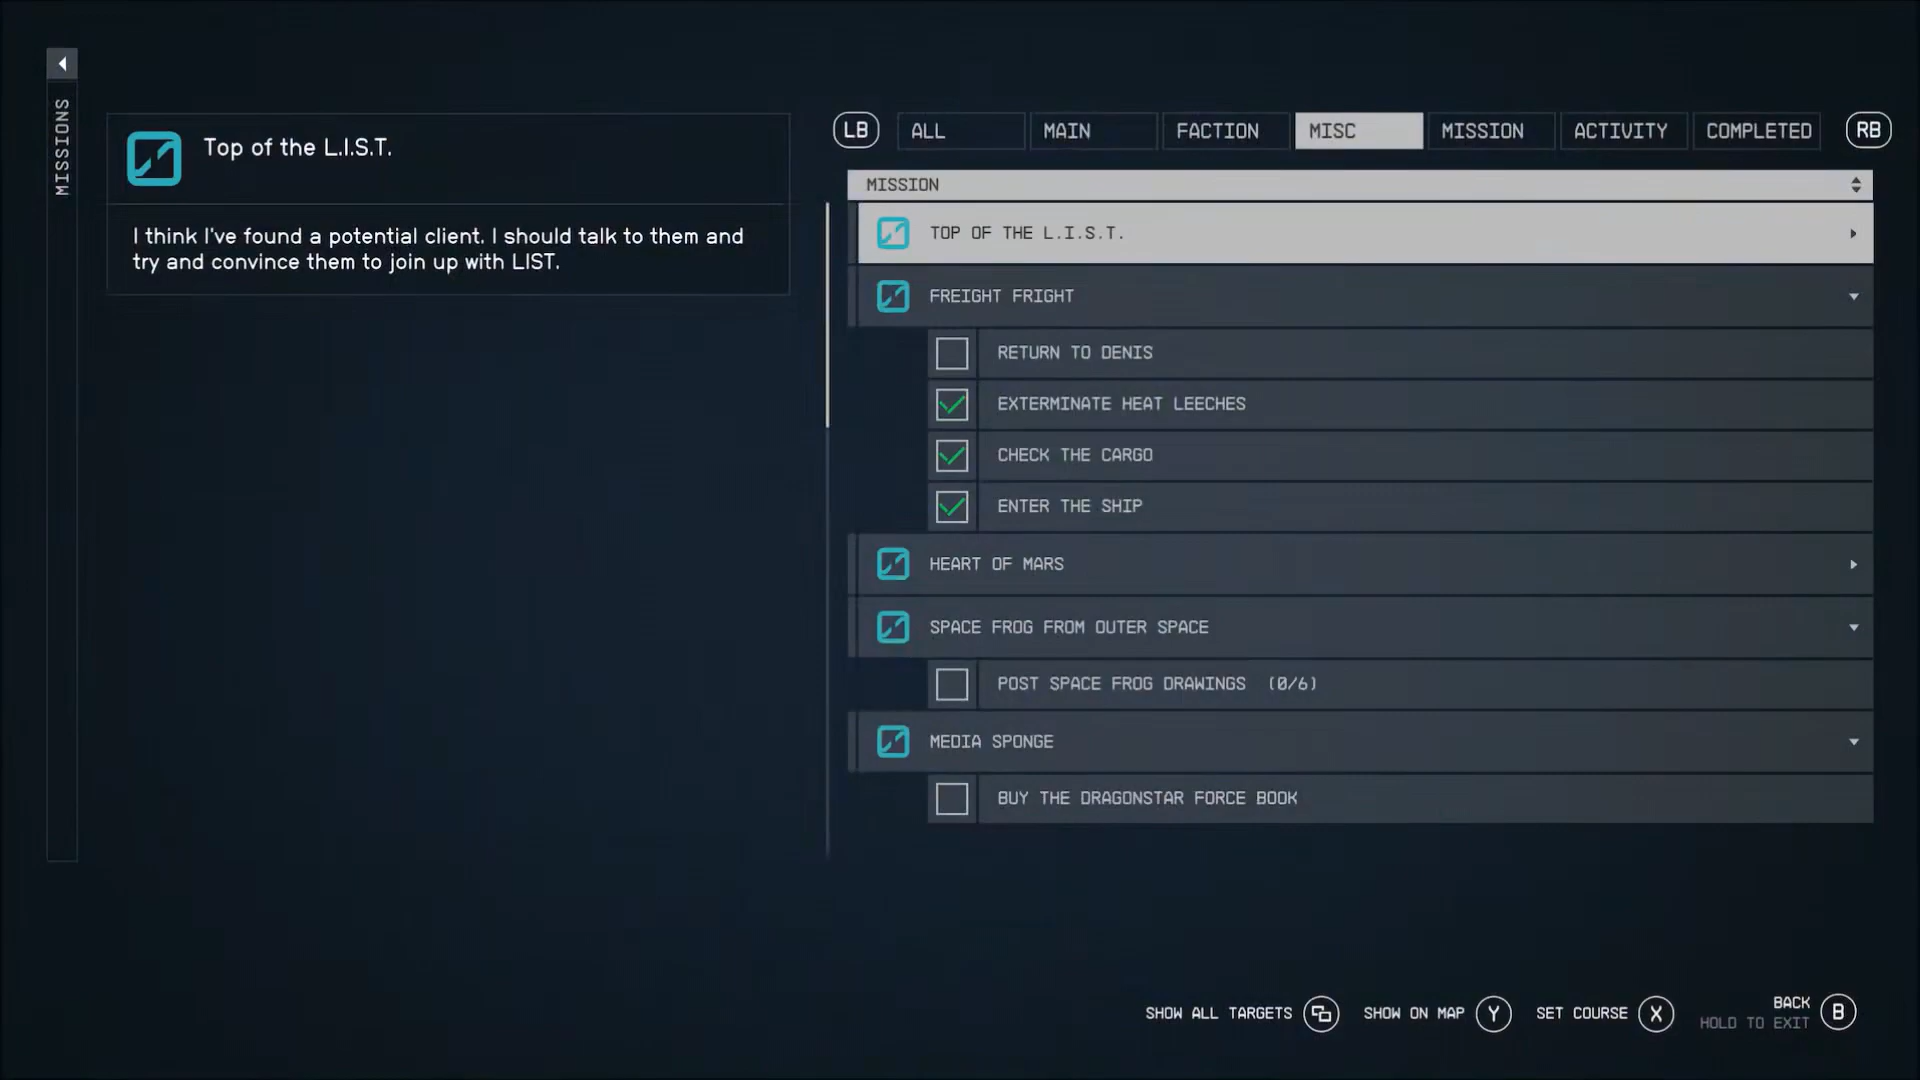 MISSIONS
Top of the L.I.S.T.
I think I've found a potential client. I should talk to them and
try and convince them to join up with LIST.
LB
ALL
MAIN
FACTION
MISC
MISSION
ACTIVITY
COMPLETED
RB
MISSION
TOP OF THE L.I.S.T.
FREIGHT FRIGHT
RETURN TO DENIS
EXTERMINATE HEAT LEECHES
CHECK THE CARGO
ENTER THE SHIP
HEART OF MARS
SPACE FROG FROM OUTER SPACE
POST SPACE FROG DRAWINGS (0/6)
MEDIA SPONGE
BUY THE DRAGONSTAR FORCE BOOK
SHOW ALL TARGETS
SHOW ON MAP Y
SET COURSE X
BACK B
HOLD TO EXIT